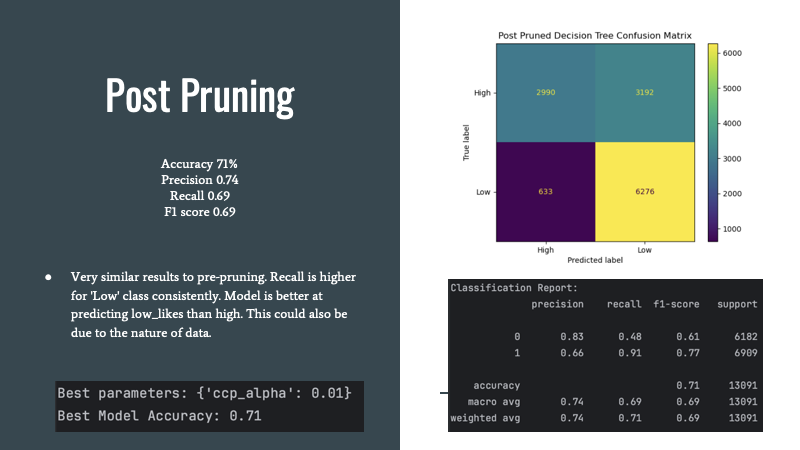 Post Pruning
Accuracy 71%
Precision 0.74
Recall 0.69
F1 score 0.69
● Very similar results to pre-pruning. Recall is higher
for 'Low' class consistently. Model is better at
predicting low_likes than high. This could also be
due to the nature of data.
Best parameters: {'ccp_alpha': 0.01}
Best Model Accuracy: 0.71
Post Pruned Decision Tree Confusion Matrix
True label
High
2990 3192
Low
633 6276
High Low
Predicted label
6000
5000
4000
3000
2000
1000
Classification Report:
precision recall f1-score support
0 0.83 0.48 0.61 6182
1 0.66 0.91 0.77 6909
accuracy 0.71 13091
macro avg 0.74 0.69 0.69 13091
weighted avg 0.74 0.71 0.69 13091